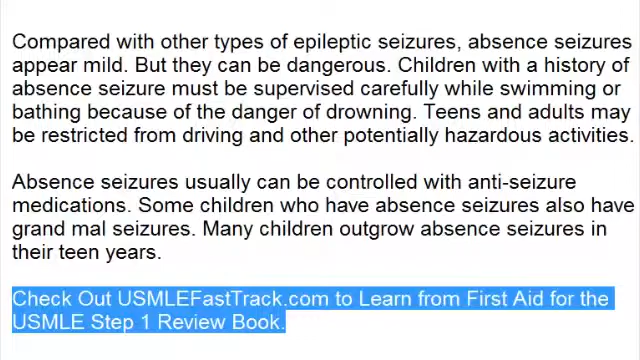 Compared with other types of epileptic seizures, absence seizures
appear mild. But they can be dangerous. Children with a history of
absence seizure must be supervised carefully while swimming or
bathing because of the danger of drowning. Teens and adults may
be restricted from driving and other potentially hazardous activities.
Absence seizures usually can be controlled with anti-seizure
medications. Some children who have absence seizures also have
grand mal seizures. Many children outgrow absence seizures in
their teen years.
Check Out USMLEFastTrack.com to Learn from First Aid for the
USMLE Step 1 Review Book.